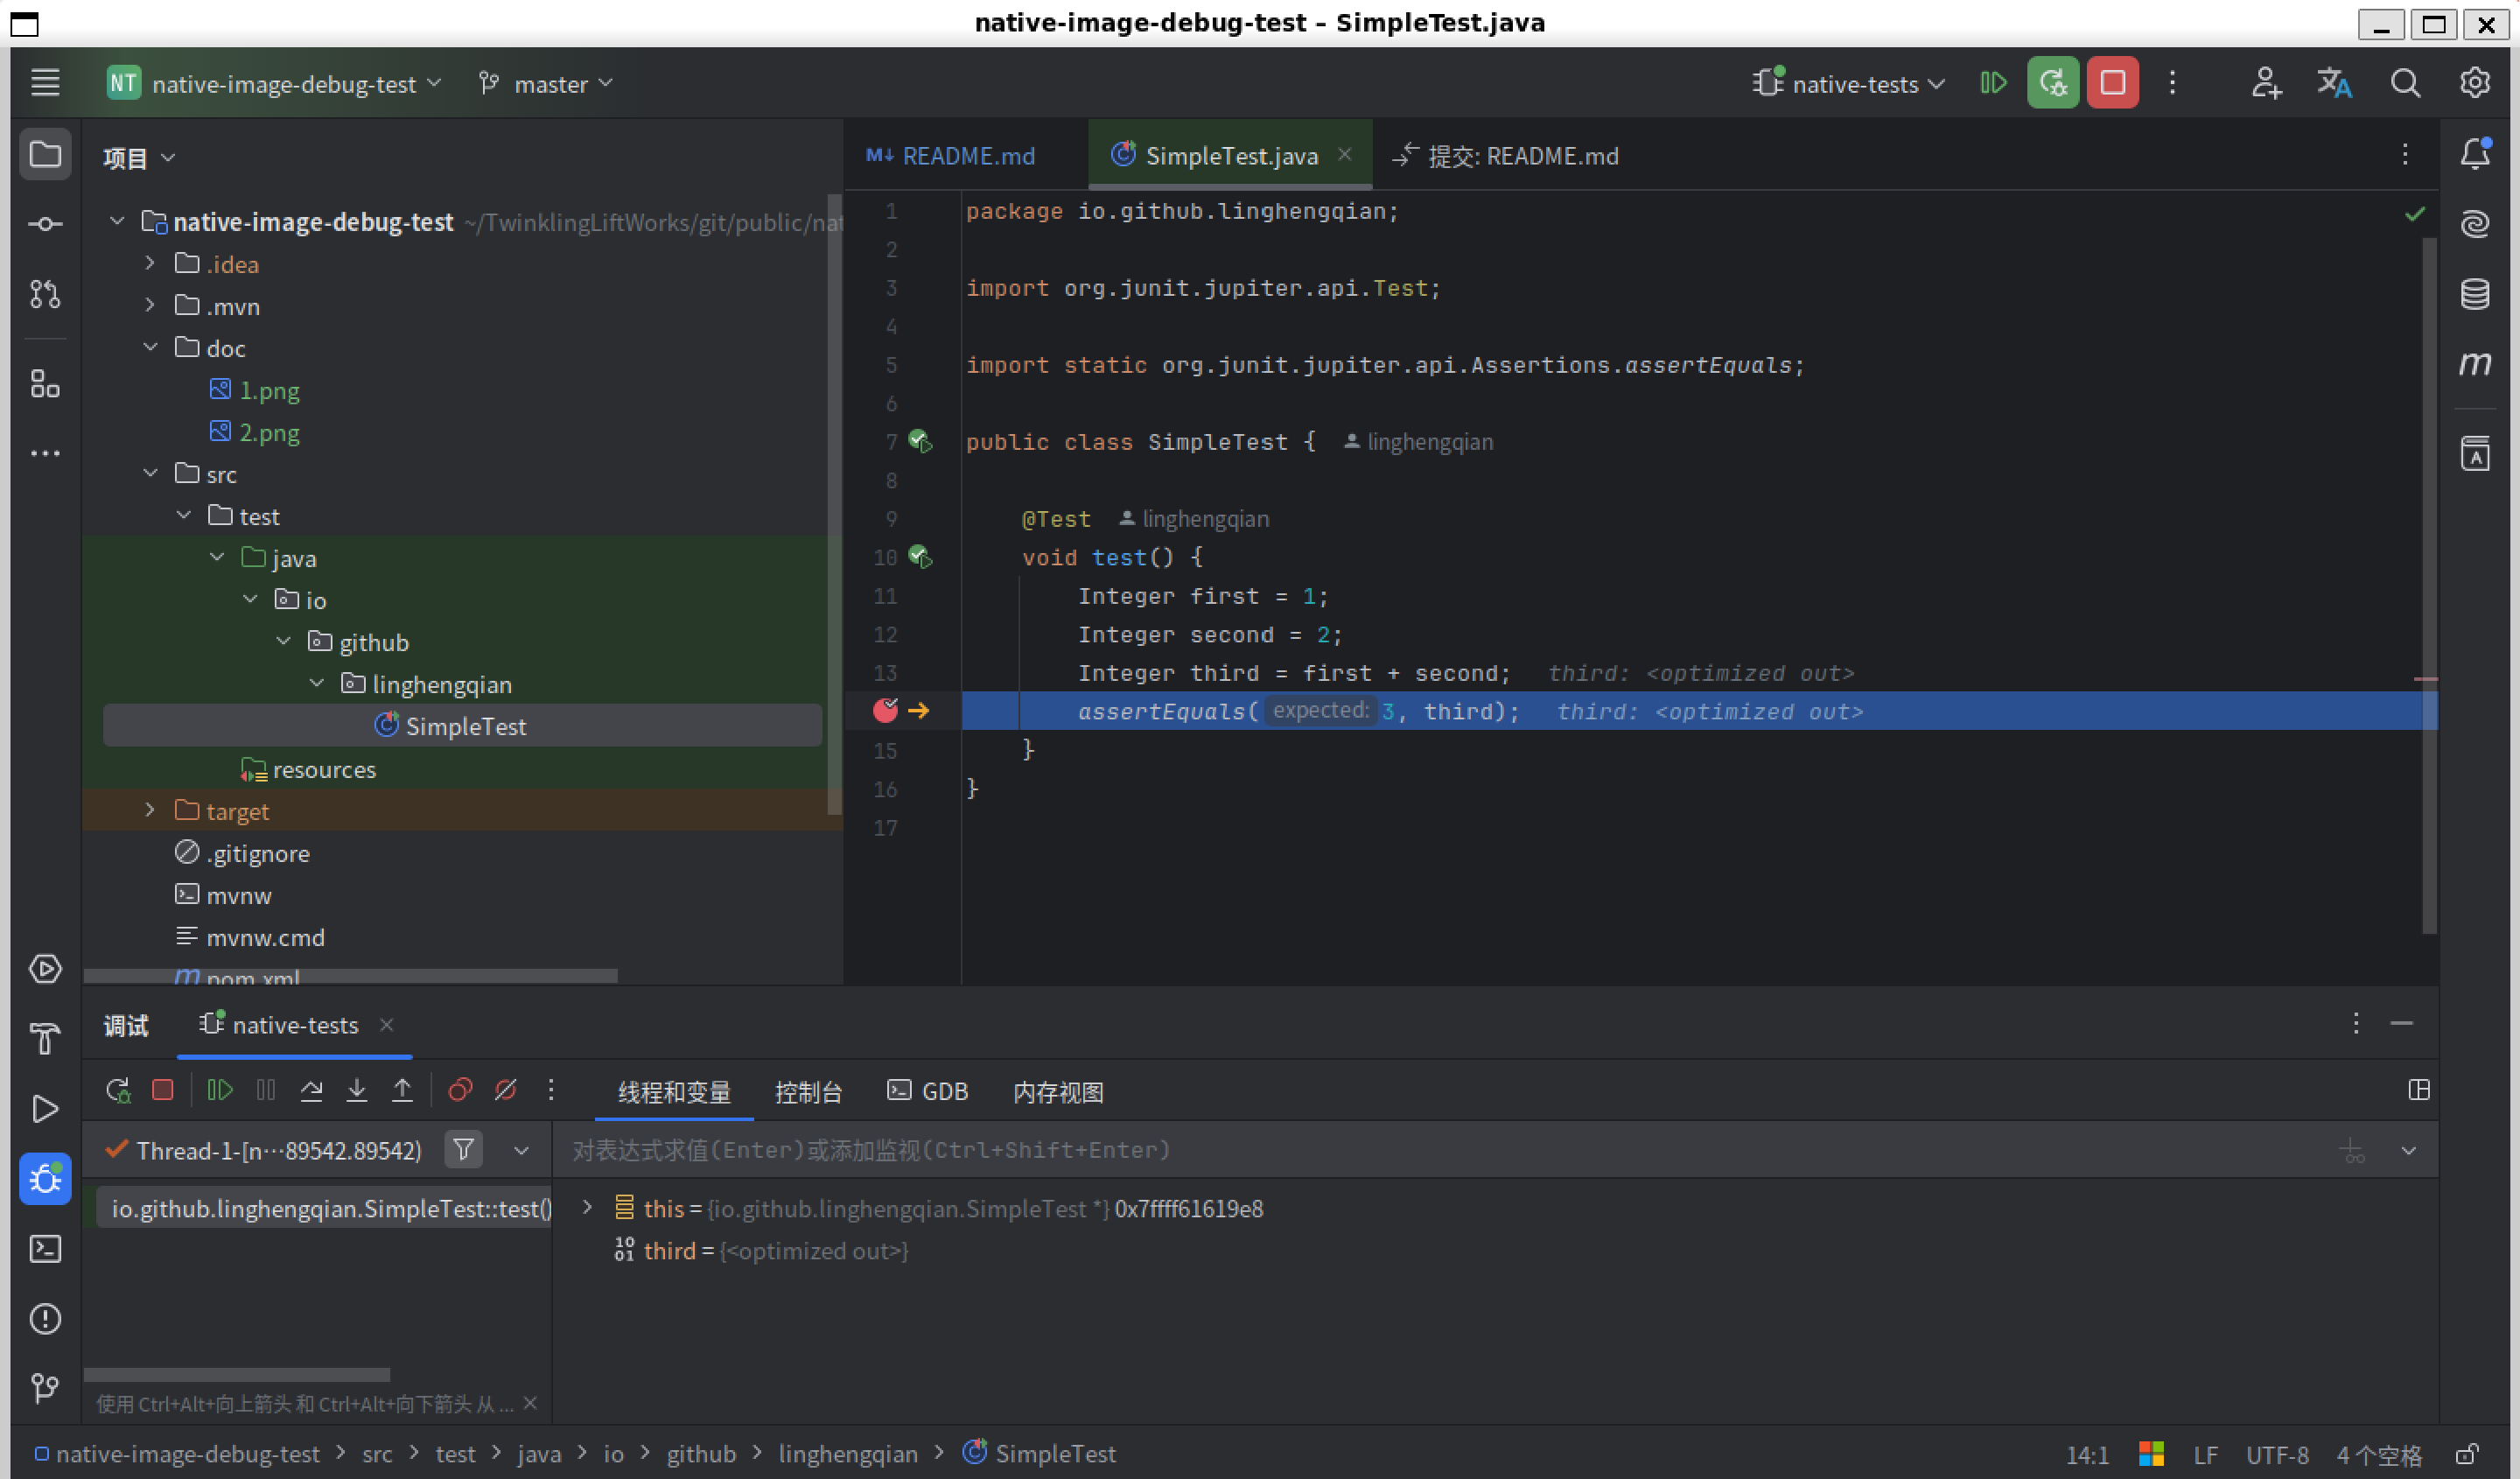 native-image-debug-test – SimpleTest.java
NT native-image-debug-test master native-tests
项目
native-image-debug-test ~/TwinklingLiftWorks/git/public/nat
.idea
.mvn
doc
1.png
2.png
src
test
java
io
github
linghengqian
SimpleTest
resources
target
.gitignore
mvnw
mvnw.cmd
pom.xml
README.md SimpleTest.java 提交: README.md
1 package io.github.linghengqian;
2
3 import org.junit.jupiter.api.Test;
4
5 import static org.junit.jupiter.api.Assertions.assertEquals;
6
7 public class SimpleTest { linghengqian
8
9 @Test linghengqian
10 void test() {
11 Integer first = 1;
12 Integer second = 2;
13 Integer third = first + second; third: <optimized out>
assertEquals( expected: 3, third); third: <optimized out>
15 }
16 }
17
调试 native-tests
线程和变量 控制台 GDB 内存视图
Thread-1-[n···89542.89542)
对表达式求值(Enter)或添加监视(Ctrl+Shift+Enter)
io.github.linghengqian.SimpleTest::test()
this = {io.github.linghengqian.SimpleTest *} 0x7ffff61619e8
third = {<optimized out>}
使用 Ctrl+Alt+向上箭头 和 Ctrl+Alt+向下箭头 从 ...
native-image-debug-test > src > test > java > io > github > linghengqian > SimpleTest
14:1 LF UTF-8 4 个空格